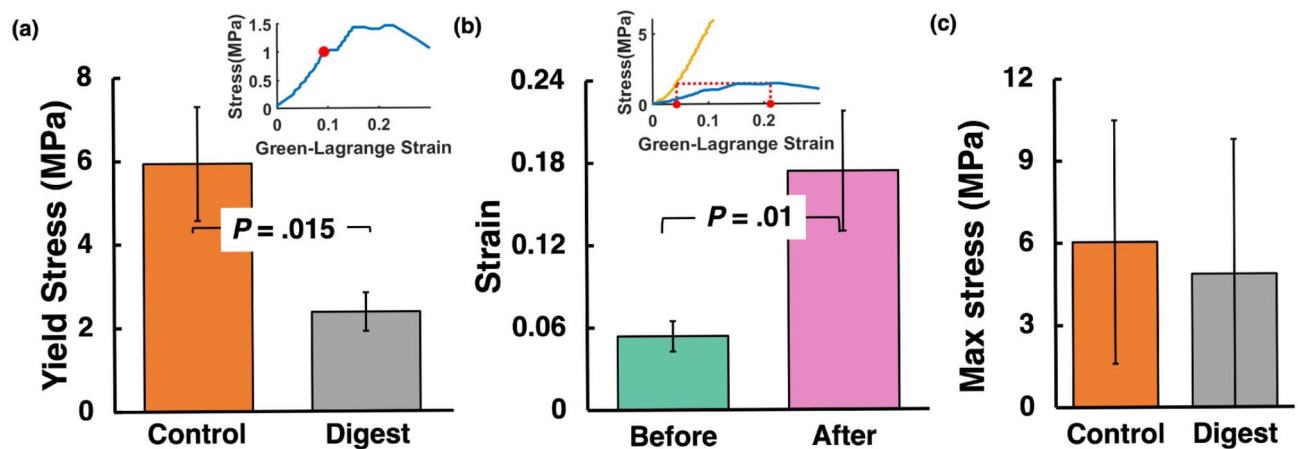 (a)
Yield Stress (MPa)
8
6
4
2
0
Control
Digest
P = .015
Stress(MPa)
1.5
1
0.5
0
0
0.1
0.2
Green-Lagrange Strain
(b)
Strain
0.24
0.18
0.12
0.06
0
Before
After
P = .01
Stress(MPa)
5
0
0
0.1
0.2
Green-Lagrange Strain
(c)
Max stress (MPa)
12
9
6
3
0
Control
Digest